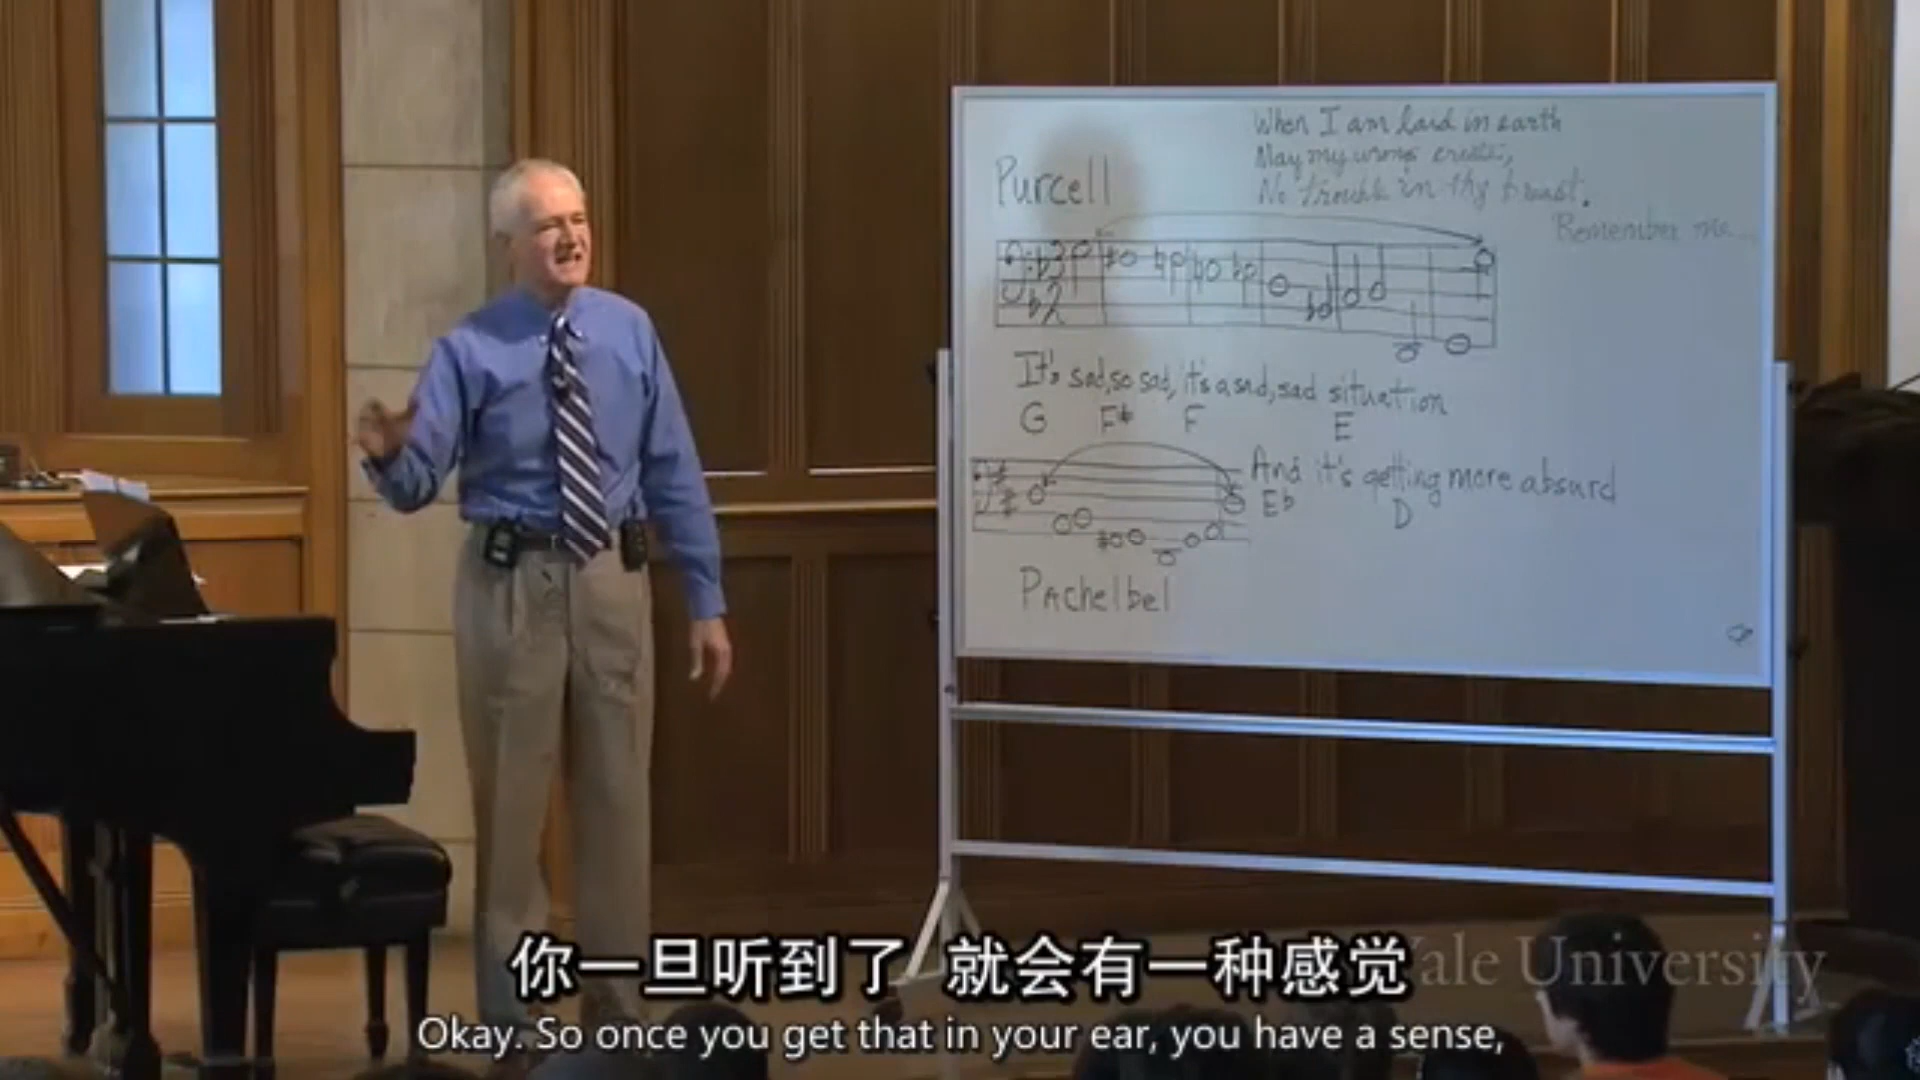 When I am laid in earth
May my wrongs create,
No trouble in thy breast.
Remember me...
Purcell
It's sad, so sad, it's a sad, sad situation
G F# F E
And it's getting more absurd
Eb D
Pachelbel
你一旦听到了 就会有一种感觉
Yale University
Okay. So once you get that in your ear, you have a sense,